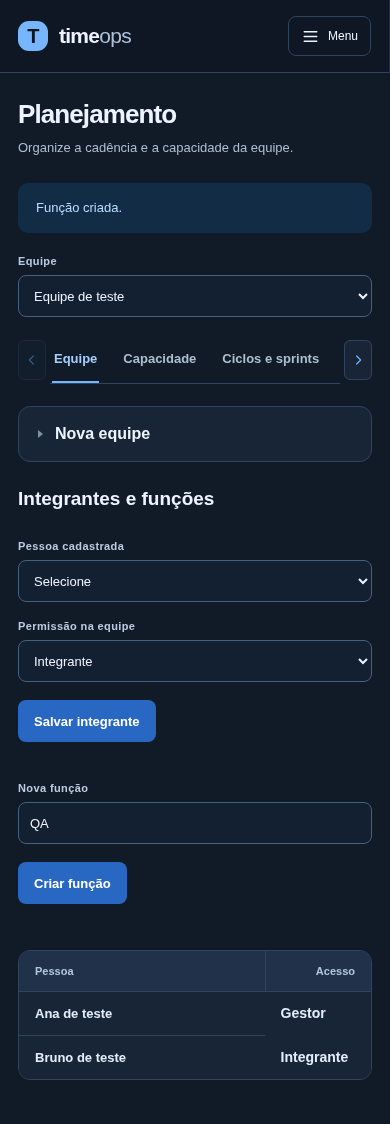 T timeops
Menu
Planejamento
Organize a cadência e a capacidade da equipe.
Função criada.
Equipe
Equipe de teste
Equipe Capacidade Ciclos e sprints
Nova equipe
Integrantes e funções
Pessoa cadastrada
Selecione
Permissão na equipe
Integrante
Salvar integrante
Nova função
QA
Criar função
Pessoa Acesso
Ana de teste Gestor
Bruno de teste Integrante